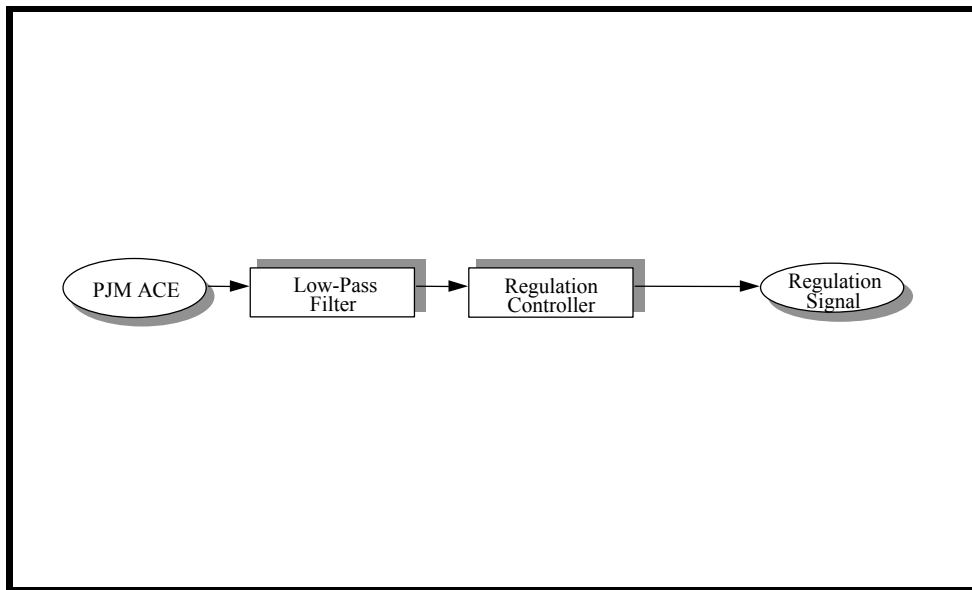 PJM ACE
Low-Pass
Filter
Regulation
Controller
Regulation
Signal